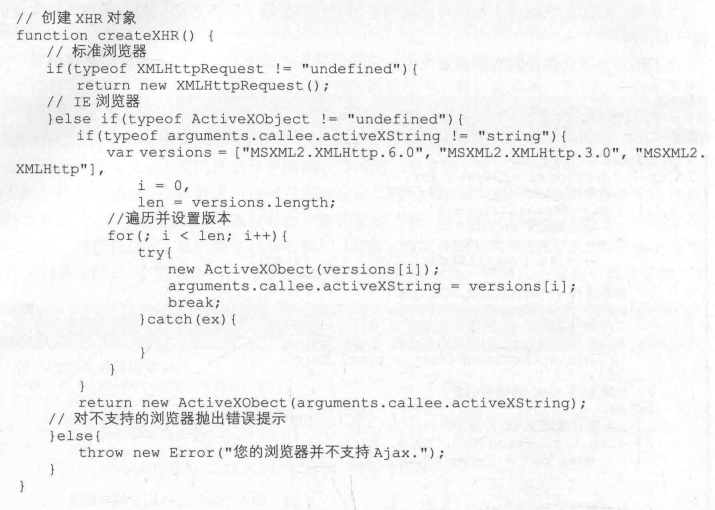 // 创建 XHR 对象
function createXHR() {
    // 标准浏览器
    if(typeof XMLHttpRequest != "undefined"){
        return new XMLHttpRequest();
    // IE 浏览器
    }else if(typeof ActiveXObject != "undefined"){
        if(typeof arguments.callee.activeXString != "string"){
            var versions = ["MSXML2.XMLHttp.6.0", "MSXML2.XMLHttp.3.0", "MSXML2.
XMLHttp"],
                i = 0,
                len = versions.length;
            //遍历并设置版本
            for(; i < len; i++){
                try{
                    new ActiveXObect(versions[i]);
                    arguments.callee.activeXString = versions[i];
                    break;
                }catch(ex){
                }
            }
        }
        return new ActiveXObect(arguments.callee.activeXString);
    // 对不支持的浏览器抛出错误提示
    }else{
        throw new Error("您的浏览器并不支持 Ajax.");
    }
}